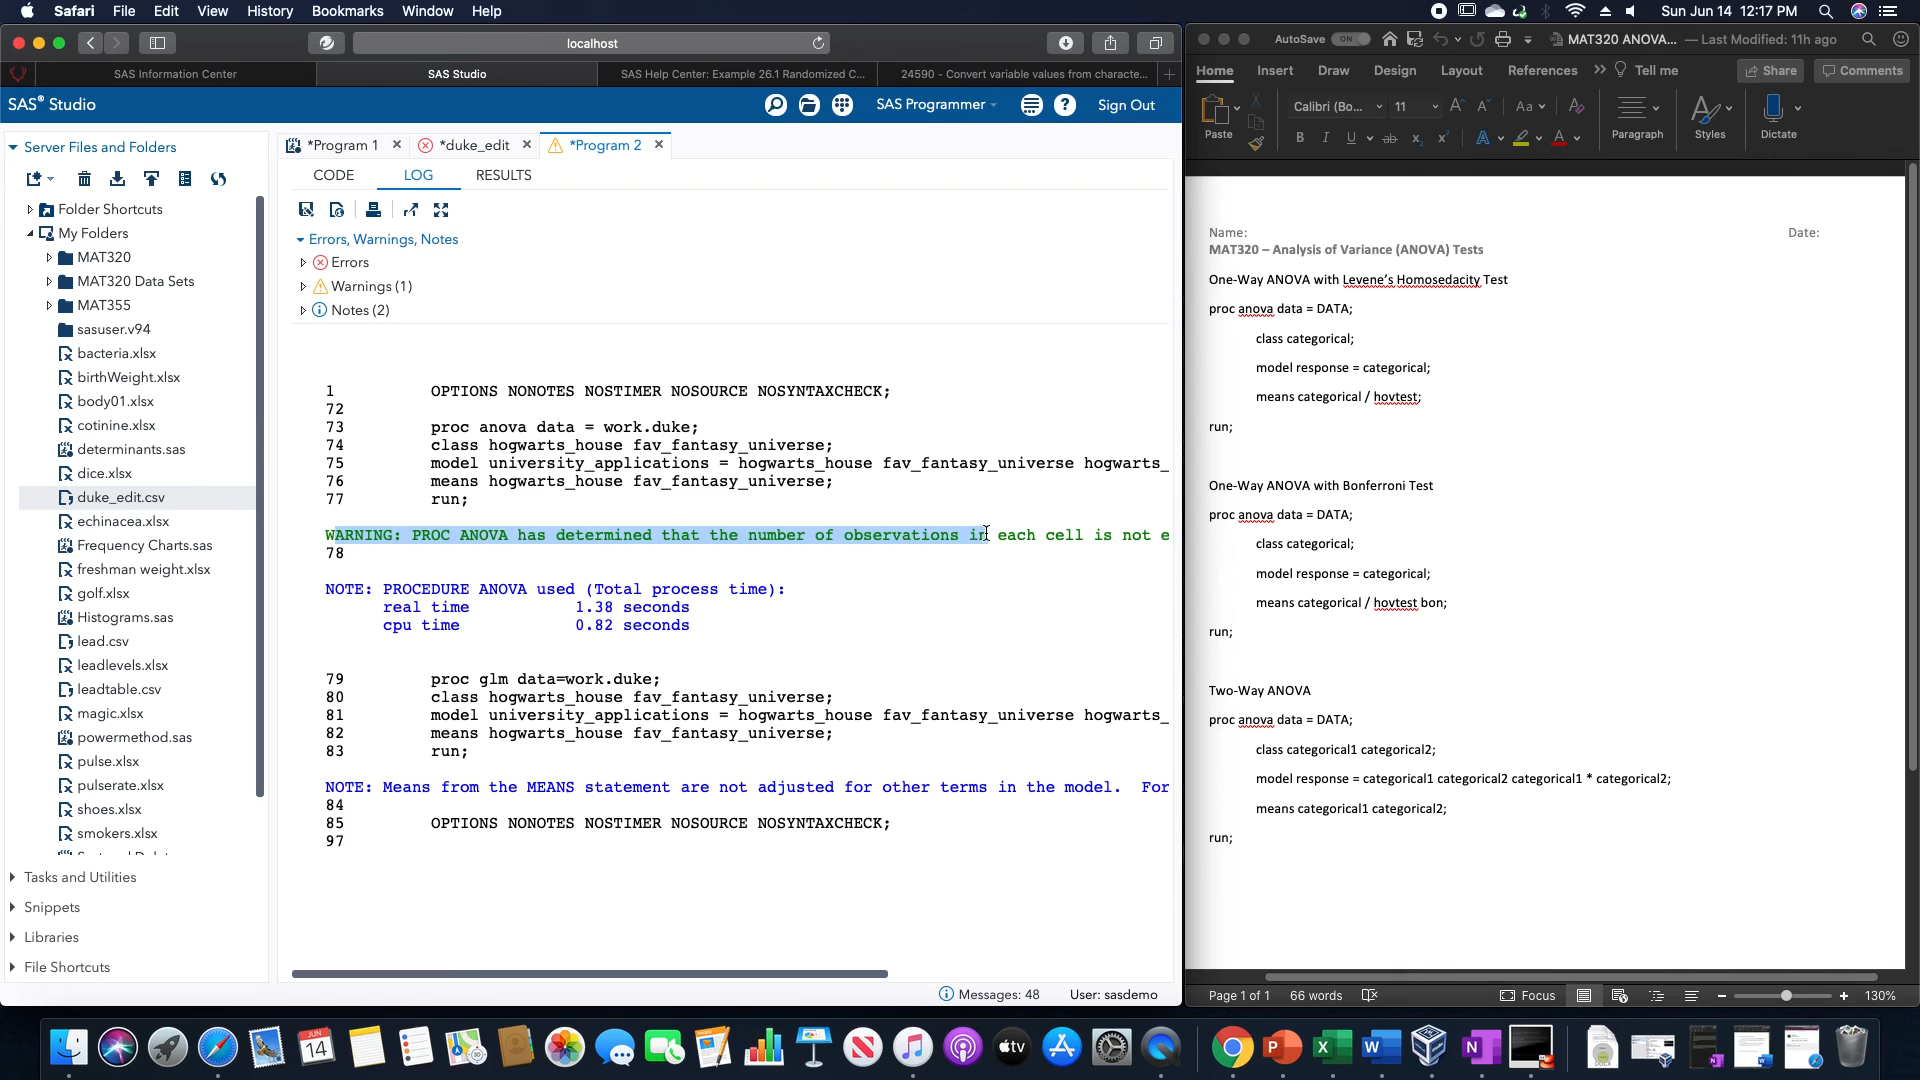 Safari File Edit View History Bookmarks Window Help
Sun Jun 14 12:17 PM
localhost
SAS Information Center
SAS Studio
SAS Help Center: Example 26.1 Randomized C...
24590 - Convert variable values from characte...
SAS® Studio
SAS Programmer
Sign Out
Server Files and Folders
Folder Shortcuts
My Folders
MAT320
MAT320 Data Sets
MAT355
sasuser.v94
bacteria.xlsx
birthWeight.xlsx
body01.xlsx
cotinine.xlsx
determinants.sas
dice.xlsx
duke_edit.csv
echinacea.xlsx
Frequency Charts.sas
freshman weight.xlsx
golf.xlsx
Histograms.sas
lead.csv
leadlevels.xlsx
leadtable.csv
magic.xlsx
powermethod.sas
pulse.xlsx
pulserate.xlsx
shoes.xlsx
smokers.xlsx
Tasks and Utilities
Snippets
Libraries
File Shortcuts
*Program 1
*duke_edit
*Program 2
CODE LOG RESULTS
Errors, Warnings, Notes
Errors
Warnings (1)
Notes (2)
1 OPTIONS NONOTES NOSTIMER NOSOURCE NOSYNTAXCHECK;
72
73 proc anova data = work.duke;
74 class hogwarts_house fav_fantasy_universe;
75 model university_applications = hogwarts_house fav_fantasy_universe hogwarts_
76 means hogwarts_house fav_fantasy_universe;
77 run;
WARNING: PROC ANOVA has determined that the number of observations in each cell is not e
78
NOTE: PROCEDURE ANOVA used (Total process time):
real time 1.38 seconds
cpu time 0.82 seconds
79 proc glm data=work.duke;
80 class hogwarts_house fav_fantasy_universe;
81 model university_applications = hogwarts_house fav_fantasy_universe hogwarts_
82 means hogwarts_house fav_fantasy_universe;
83 run;
NOTE: Means from the MEANS statement are not adjusted for other terms in the model. For
84
85 OPTIONS NONOTES NOSTIMER NOSOURCE NOSYNTAXCHECK;
97
Messages: 48
User: sasdemo
AutoSave ON
MAT320 ANOVA... — Last Modified: 11h ago
Home Insert Draw Design Layout References Tell me
Share
Comments
Paste
Calibri (Bo... 11
Paragraph
Styles
Dictate
Name: Date:
MAT320 – Analysis of Variance (ANOVA) Tests
One-Way ANOVA with Levene’s Homosedacity Test
proc anova data = DATA;
class categorical;
model response = categorical;
means categorical / hovtest;
run;
One-Way ANOVA with Bonferroni Test
proc anova data = DATA;
class categorical;
model response = categorical;
means categorical / hovtest bon;
run;
Two-Way ANOVA
proc anova data = DATA;
class categorical1 categorical2;
model response = categorical1 categorical2 categorical1 * categorical2;
means categorical1 categorical2;
run;
Page 1 of 1 66 words
Focus
130%
JUN
14
tv